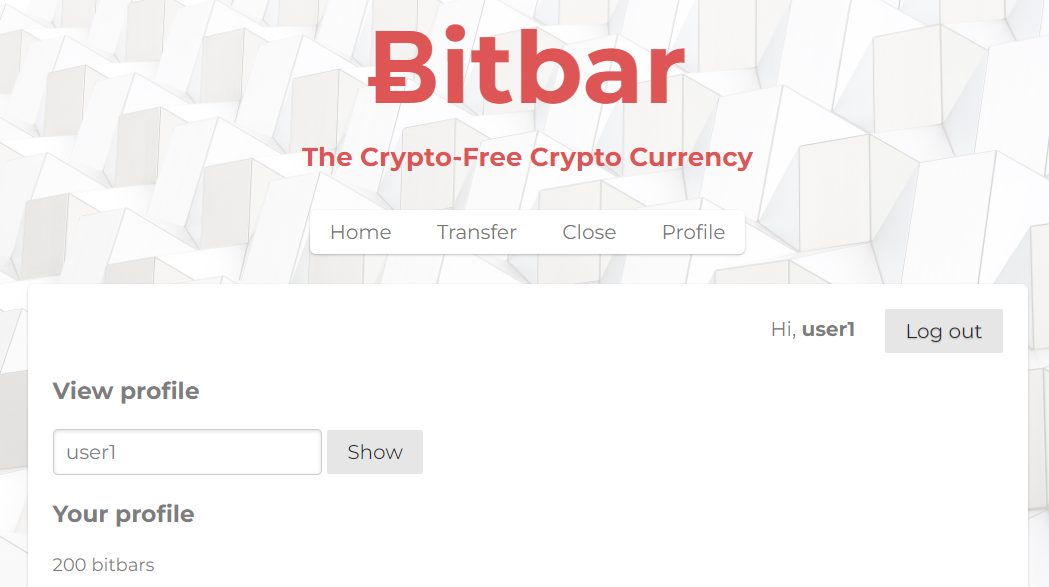 Ƀitbar
The Crypto-Free Crypto Currency
Home Transfer Close Profile
Hi, user1 Log out
View profile
user1 Show
Your profile
200 bitbars